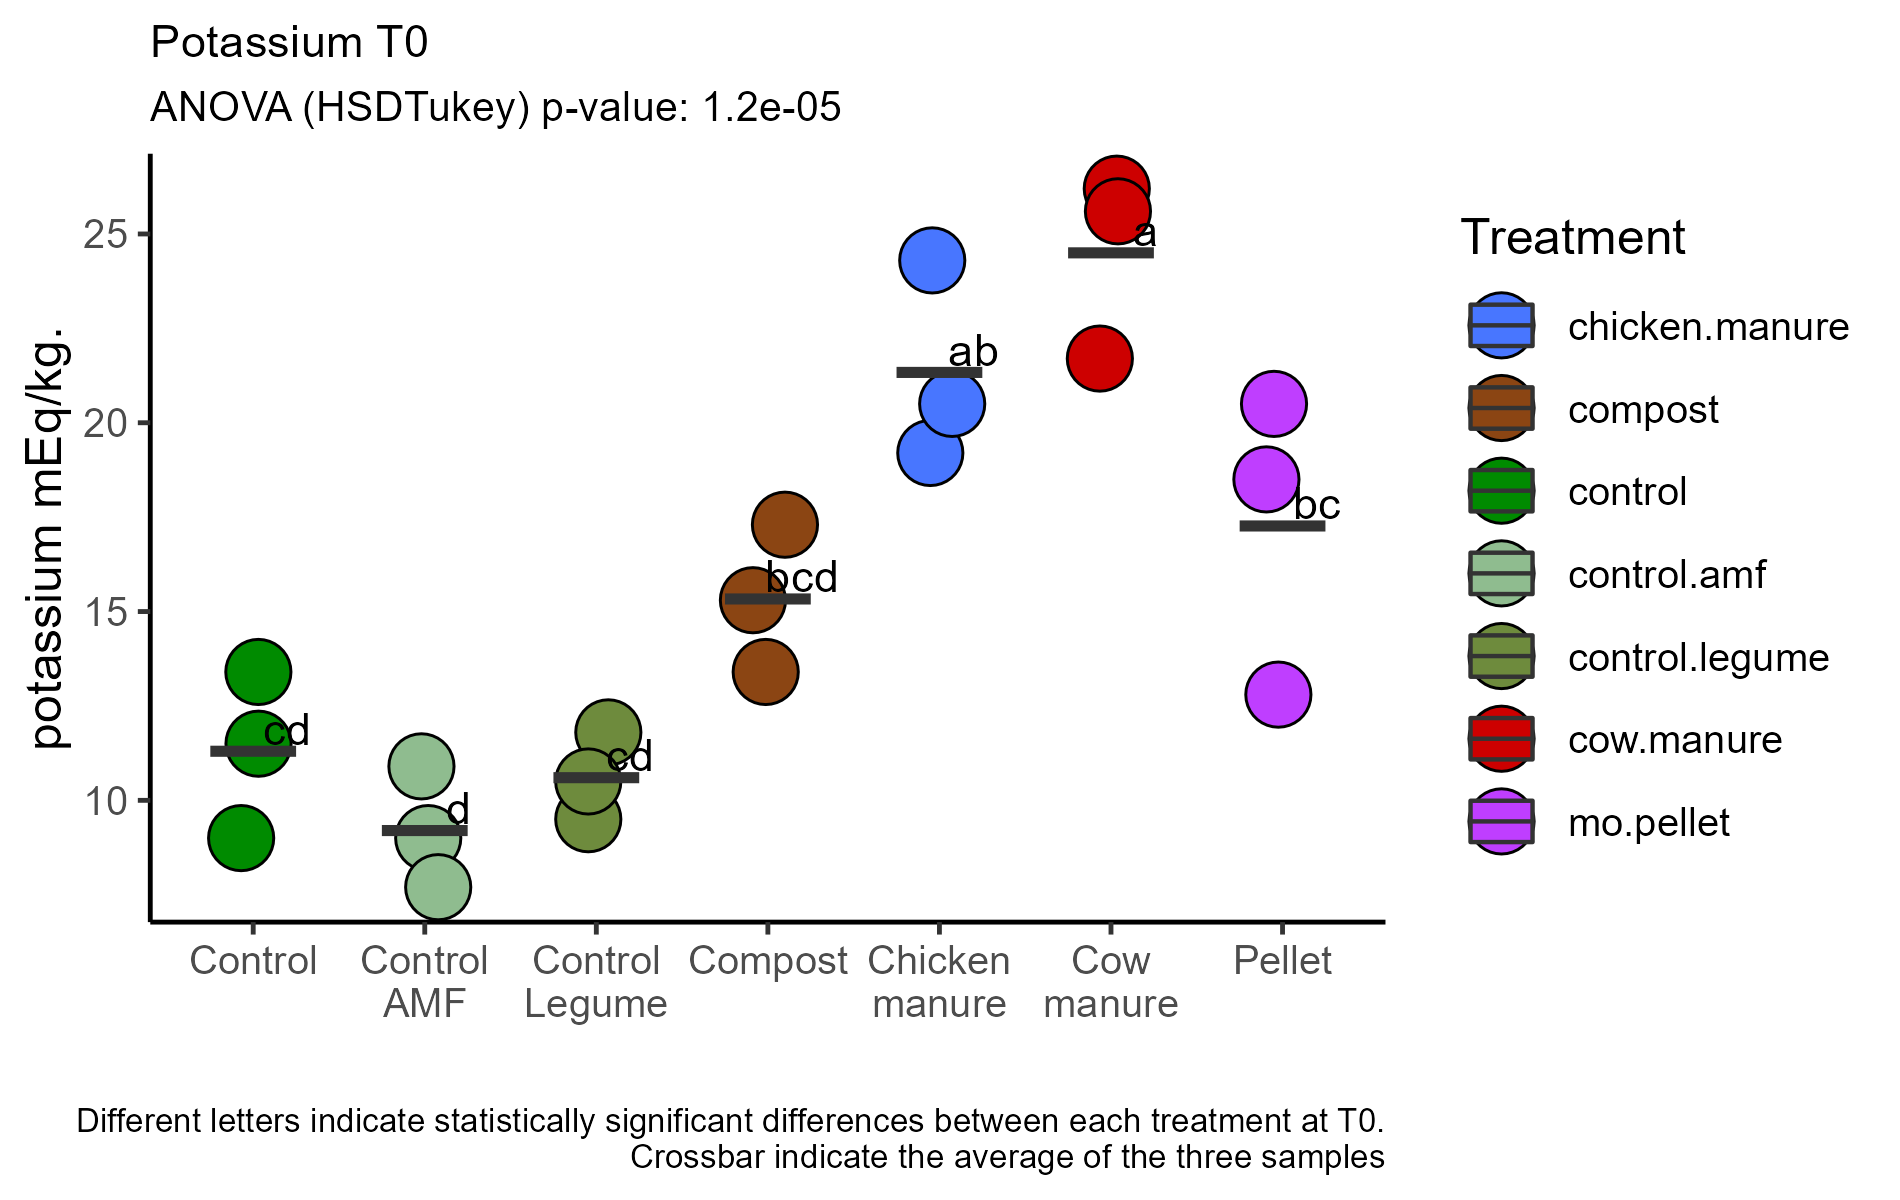 Potassium T0
ANOVA (HSDTukey) p-value: 1.2e-05
potassium mEq/kg.
25
20
15
10
cd
d
cd
bcd
ab
a
bc
Control
Control
AMF
Control
Legume
Compost
Chicken
manure
Cow
manure
Pellet
Treatment
chicken.manure
compost
control
control.amf
control.legume
cow.manure
mo.pellet
Different letters indicate statistically significant differences between each treatment at T0.
Crossbar indicate the average of the three samples